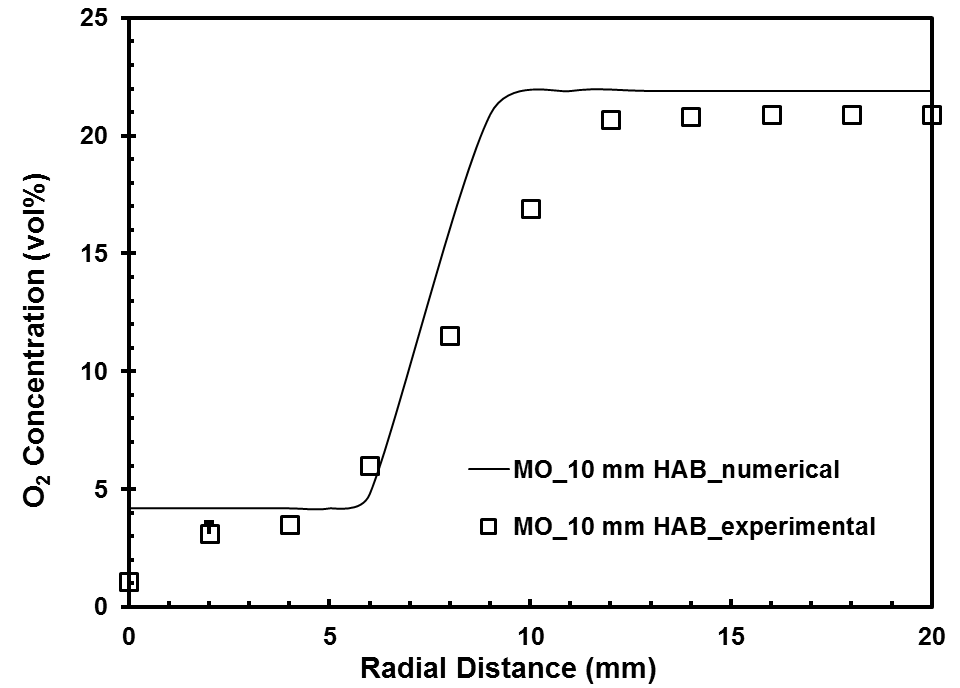 25
20
15
10
5
0
O₂ Concentration (vol%)
MO_10 mm HAB_numerical
MO_10 mm HAB_experimental
0 5 10 15 20
Radial Distance (mm)